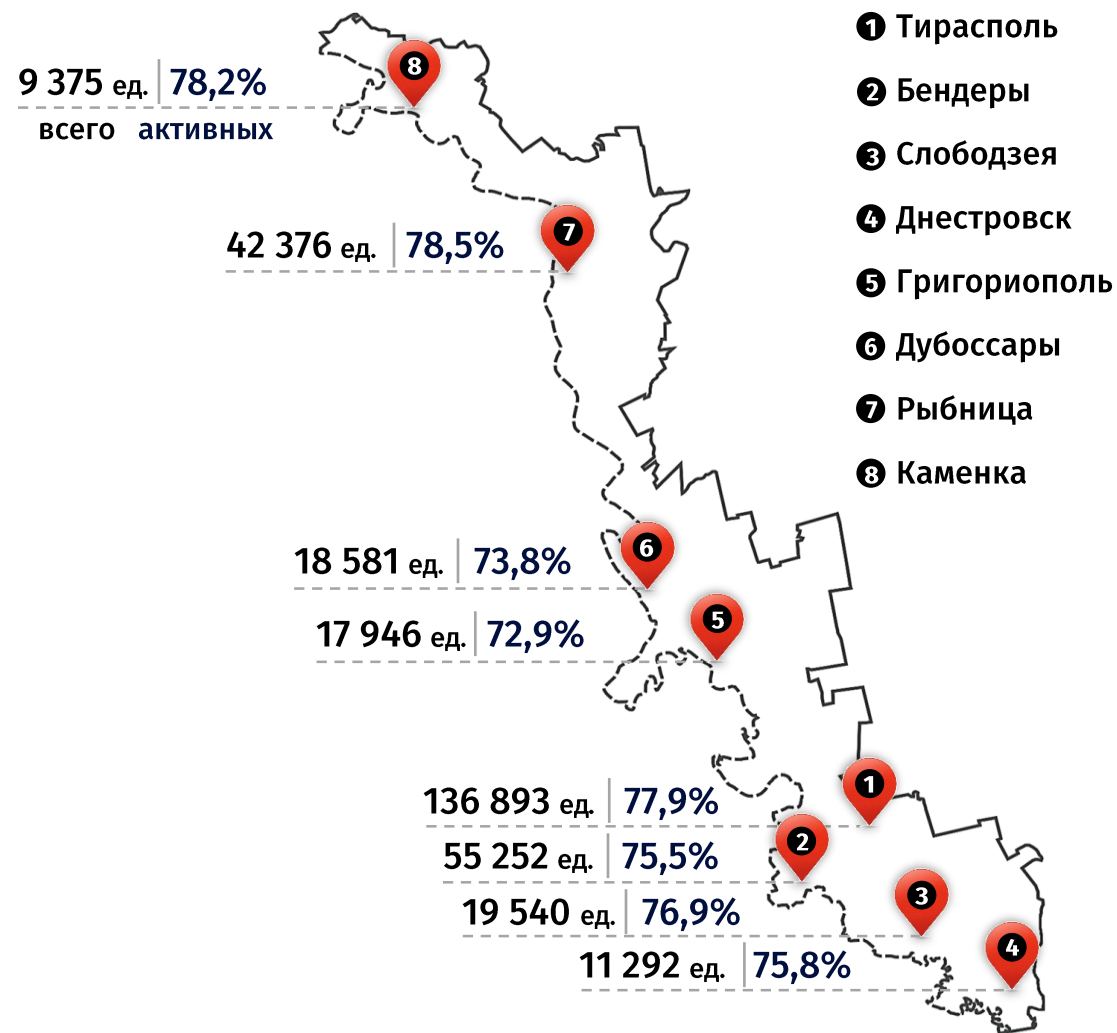 1 Тирасполь
2 Бендеры
3 Слободзея
4 Днестровск
5 Григориополь
6 Дубоссары
7 Рыбница
8 Каменка
8
9 375 ед. 78,2%
всего активных
7
42 376 ед. 78,5%
6
18 581 ед. 73,8%
5
17 946 ед. 72,9%
1
136 893 ед. 77,9%
2
55 252 ед. 75,5%
3
19 540 ед. 76,9%
4
11 292 ед. 75,8%